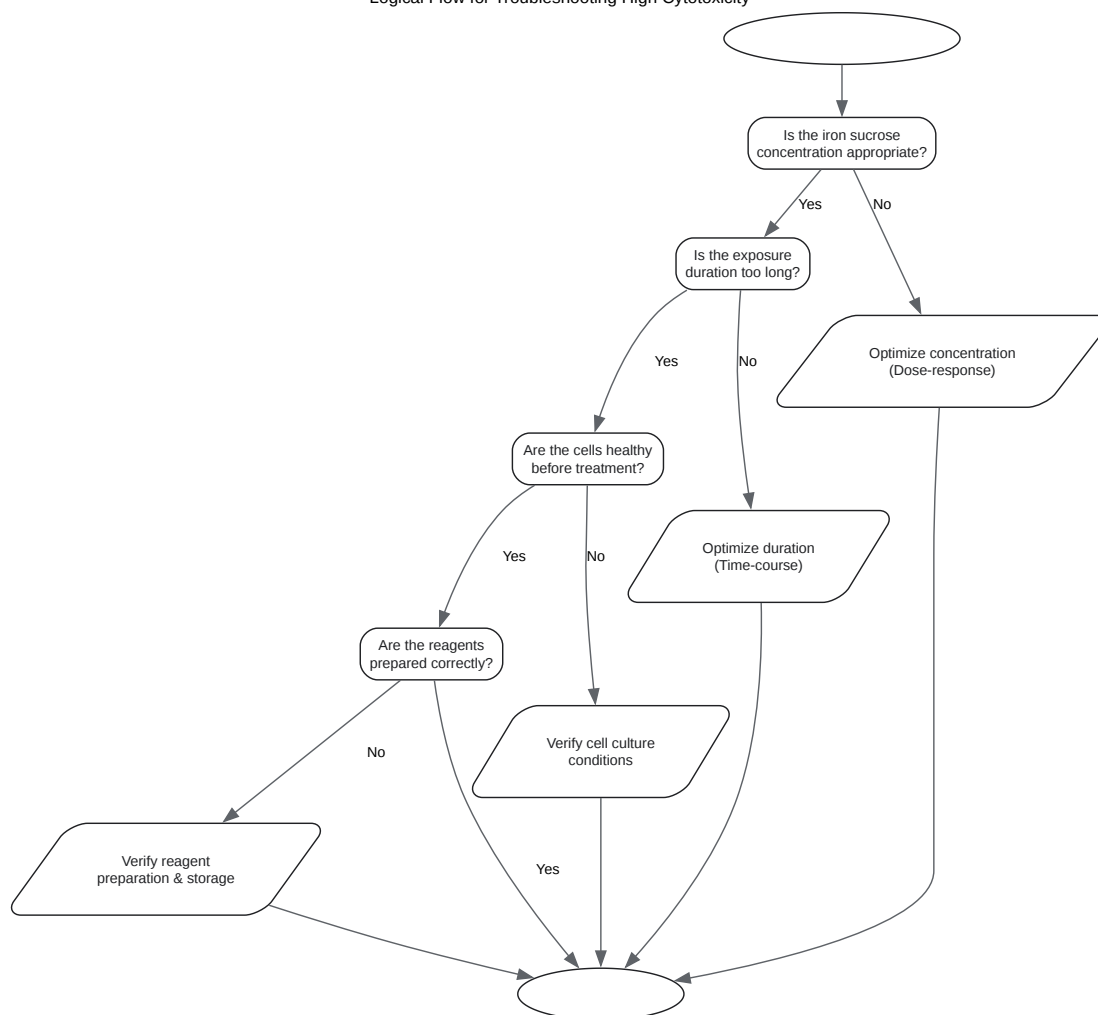 Logical Flow for Troubleshooting High Cytotoxicity
Is the iron sucrose
concentration appropriate?
Yes
No
Is the exposure
duration too long?
Optimize concentration
(Dose-response)
Yes
No
Are the cells healthy
before treatment?
Optimize duration
(Time-course)
Yes
No
Are the reagents
prepared correctly?
Verify cell culture
conditions
No
Yes
Verify reagent
preparation & storage